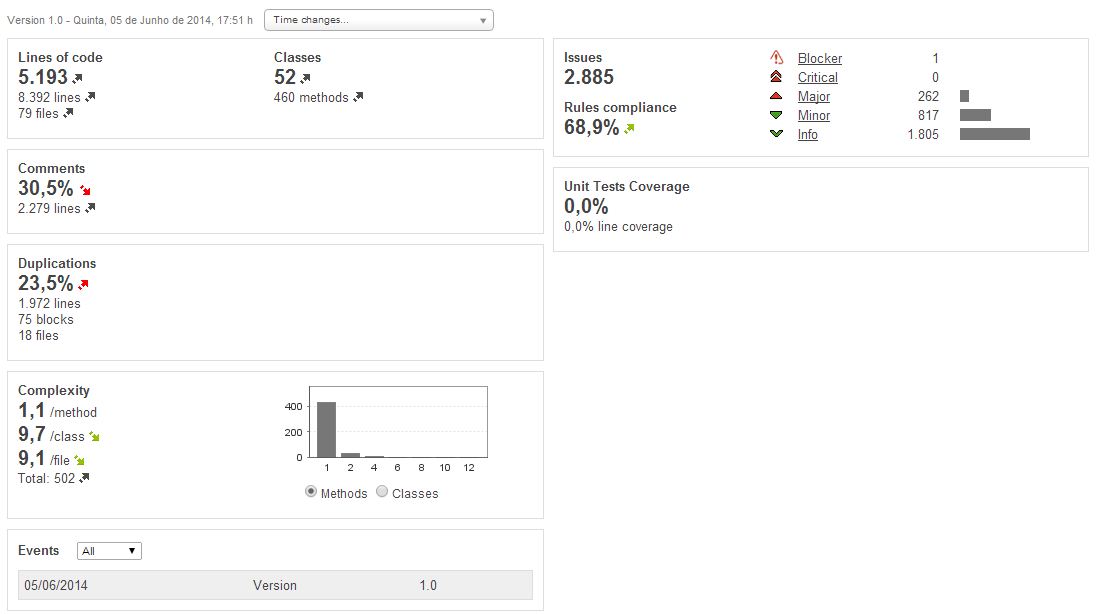 Version 1.0 - Quinta, 05 de Junho de 2014, 17:51 h
Time changes...
Lines of code
5.193
8.392 lines
79 files
Classes
52
460 methods
Comments
30,5%
2.279 lines
Duplications
23,5%
1.972 lines
75 blocks
18 files
Complexity
1,1 /method
9,7 /class
9,1 /file
Total: 502
400
200
0
1 2 4 6 8 10 12
Methods Classes
Events All
05/06/2014 Version 1.0
Issues
2.885
Rules compliance
68,9%
Blocker 1
Critical 0
Major 262
Minor 817
Info 1.805
Unit Tests Coverage
0,0%
0,0% line coverage